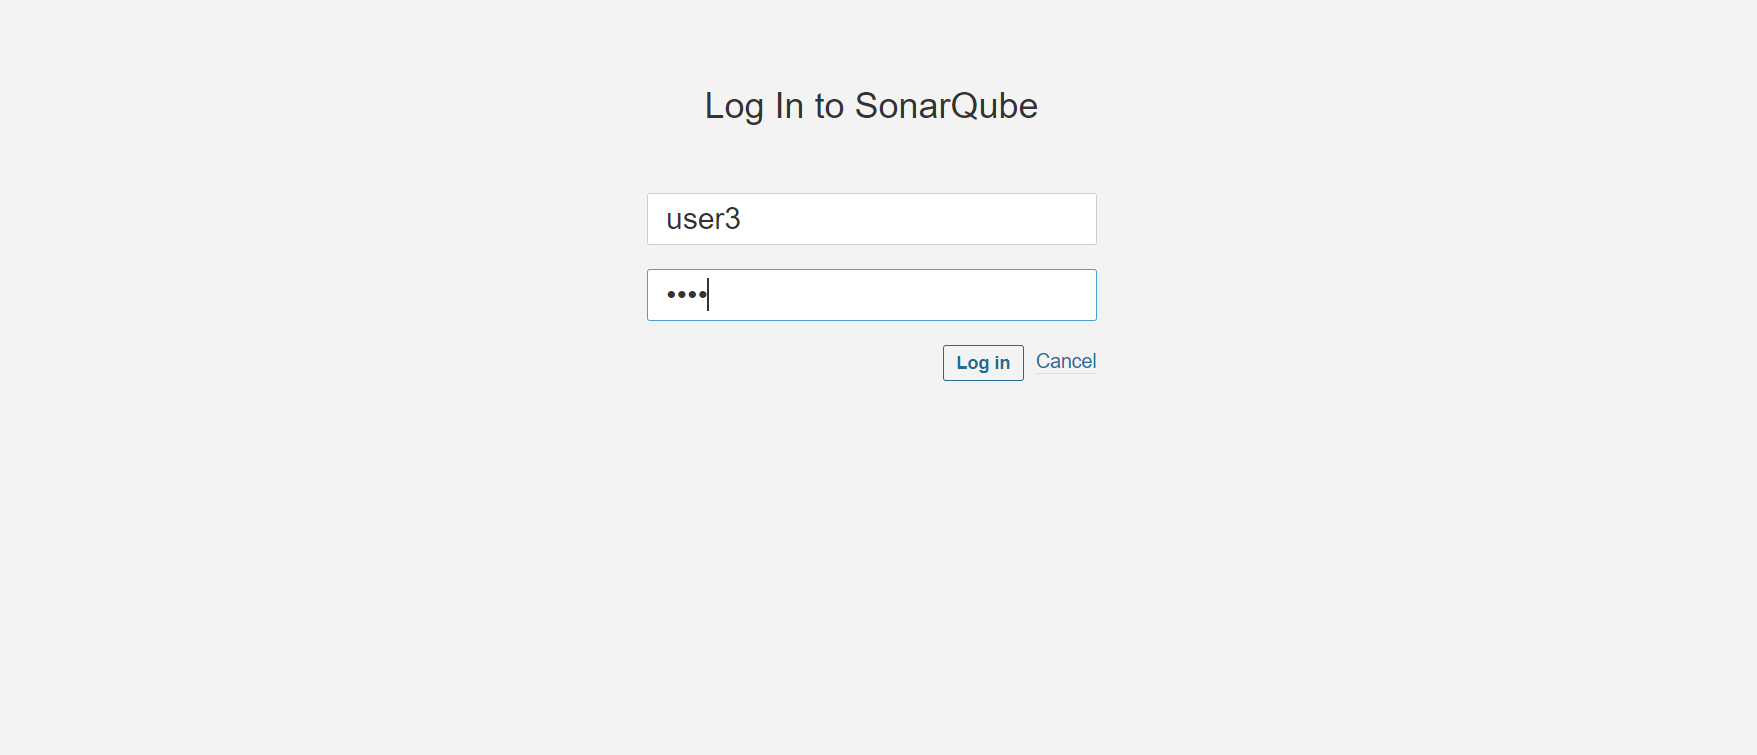 Log In to SonarQube
user3
••••
Log in Cancel